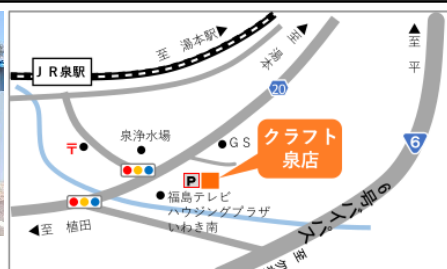 至 湯本駅▶
JR泉駅
至 湯本▶
▲至 平
20
6
泉浄水場
〒
GS
クラフト
泉店
P
福島テレビ
ハウジングプラザ
いわき南
◀至 植田
6号バイパス
至